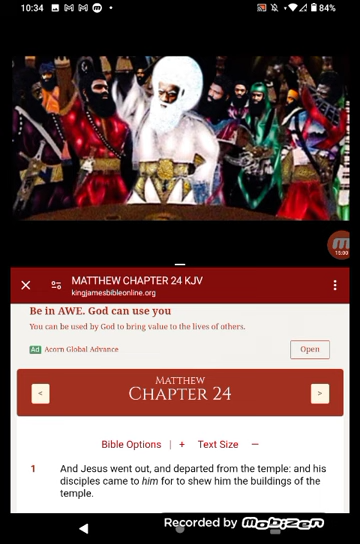 10:34
84%
15:00
MATTHEW CHAPTER 24 KJV
kingjamesbibleonline.org
Be in AWE. God can use you
You can be used by God to bring value to the lives of others.
Ad Acorn Global Advance
Open
<
MATTHEW
CHAPTER 24
>
Bible Options | + Text Size −
1 And Jesus went out, and departed from the temple: and his
disciples came to him for to shew him the buildings of the
temple.
Recorded by mobizen